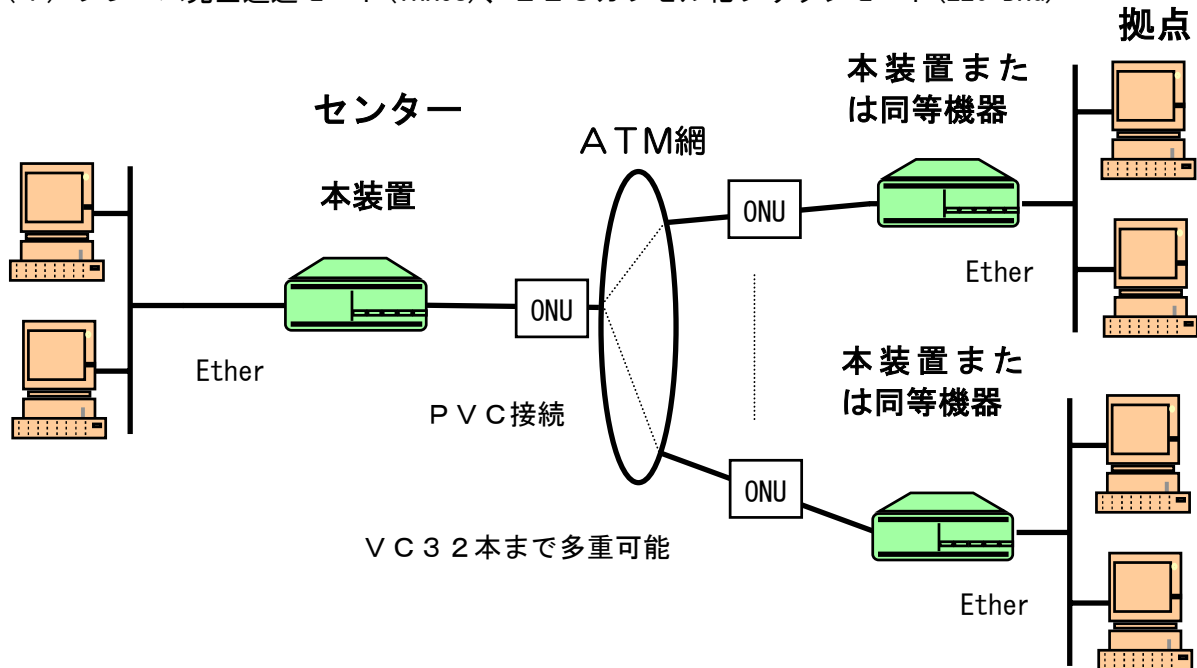 拠点
本装置また
は同等機器
センター
ATM網
本装置
ONU
Ether
ONU
Ether
本装置また
は同等機器
PVC接続
ONU
VC32本まで多重可能
Ether